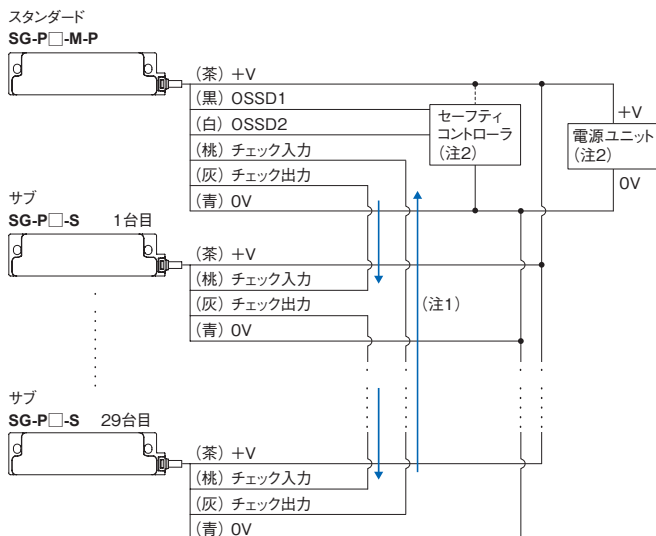 スタンダード
SG-P□-M-P
(茶) +V
(黒) OSSD1
(白) OSSD2
(桃) チェック入力
(灰) チェック出力
(青) 0V
セーフティ
コントローラ
(注2)
+V
電源ユニット
(注2)
0V
サブ
SG-P□-S 1台目
(茶) +V
(桃) チェック入力
(灰) チェック出力
(青) 0V
(注1)
サブ
SG-P□-S 29台目
(茶) +V
(桃) チェック入力
(灰) チェック出力
(青) 0V